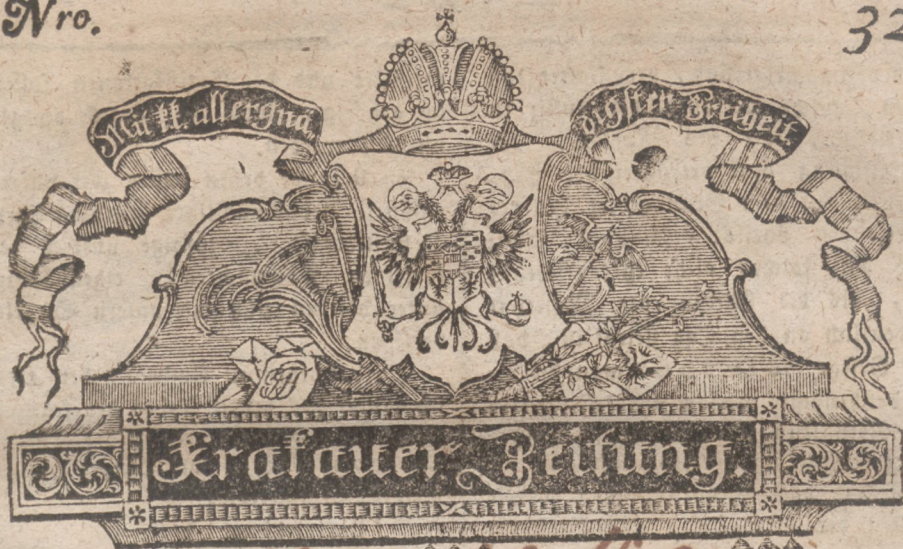 Nro. 32
Mit kk. allergnä digster Freiheit.
Krakauer Zeitung.